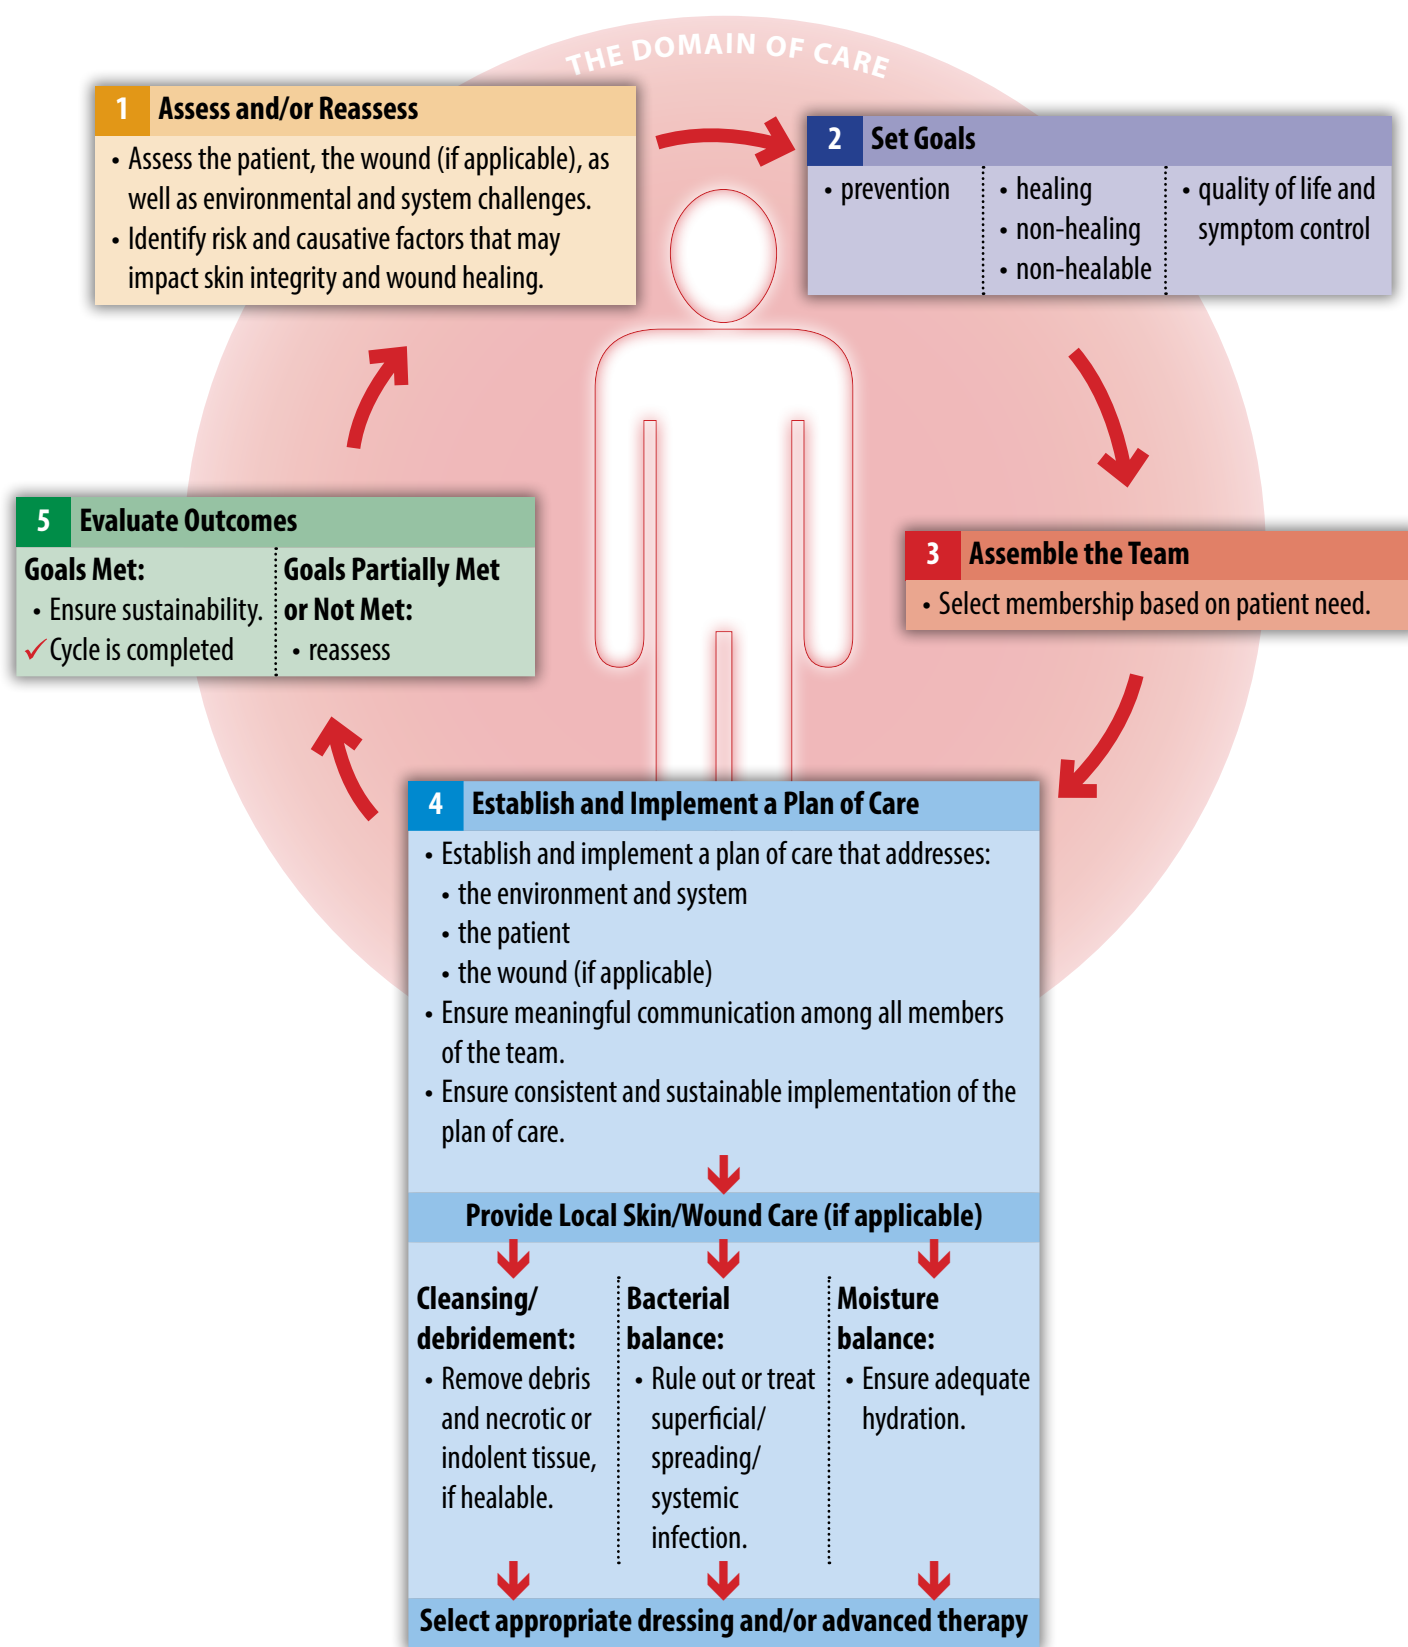 THE DOMAIN OF CARE
1 Assess and/or Reassess
• Assess the patient, the wound (if applicable), as
well as environmental and system challenges.
• Identify risk and causative factors that may
impact skin integrity and wound healing.
2 Set Goals
• prevention
• healing
• non-healing
• non-healable
• quality of life and
symptom control
3 Assemble the Team
• Select membership based on patient need.
4 Establish and Implement a Plan of Care
• Establish and implement a plan of care that addresses:
• the environment and system
• the patient
• the wound (if applicable)
• Ensure meaningful communication among all members
of the team.
• Ensure consistent and sustainable implementation of the
plan of care.
Provide Local Skin/Wound Care (if applicable)
Cleansing/
debridement:
• Remove debris
and necrotic or
indolent tissue,
if healable.
Bacterial
balance:
• Rule out or treat
superficial/
spreading/
systemic
infection.
Moisture
balance:
• Ensure adequate
hydration.
Select appropriate dressing and/or advanced therapy
5 Evaluate Outcomes
Goals Met:
• Ensure sustainability.
✓ Cycle is completed
Goals Partially Met
or Not Met:
• reassess